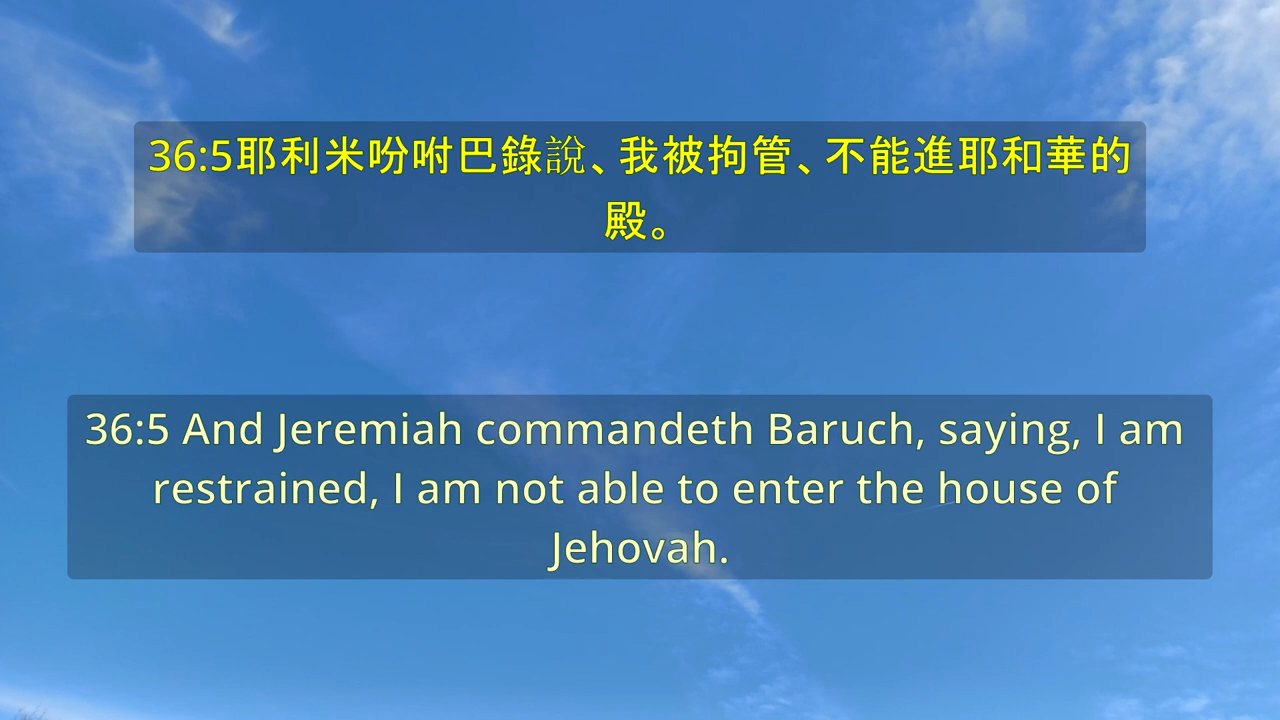 36:5耶利米吩咐巴錄說、我被拘管、不能進耶和華的
殿。
36:5 And Jeremiah commandeth Baruch, saying, I am
restrained, I am not able to enter the house of
Jehovah.